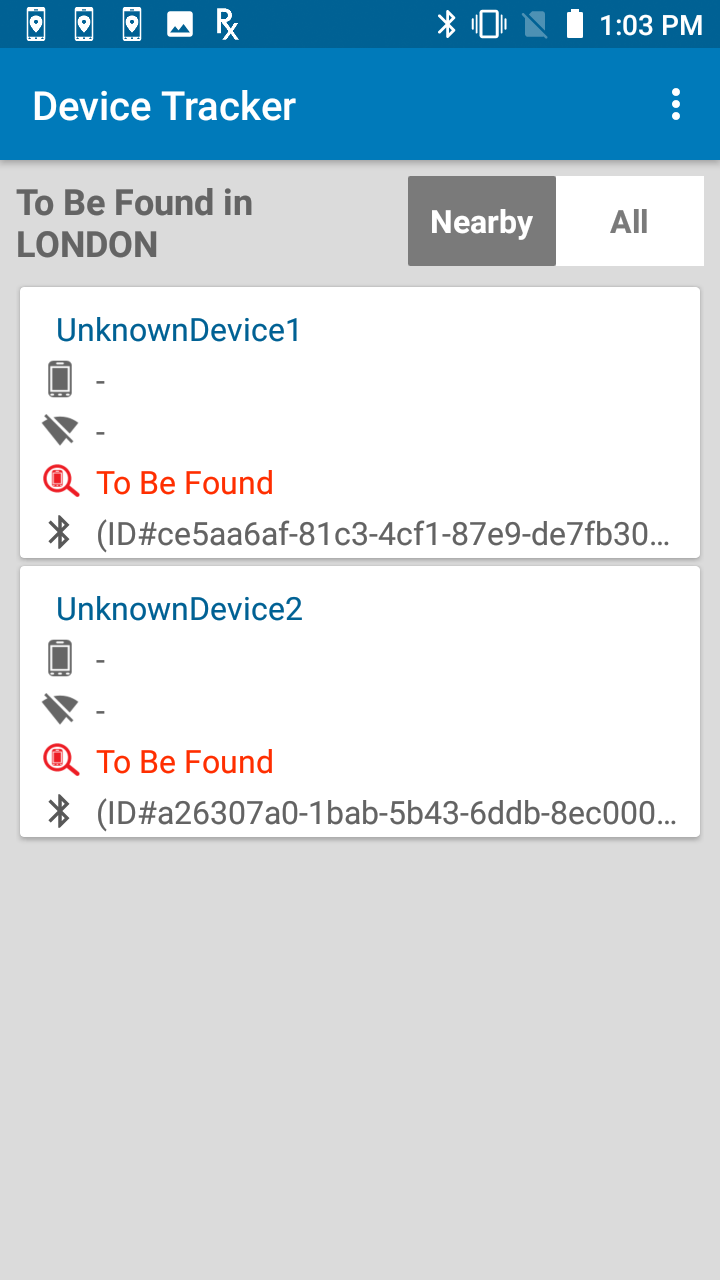 1:03 PM
Device Tracker
To Be Found in
LONDON
Nearby
All
UnknownDevice1
-
-
To Be Found
(ID#ce5aa6af-81c3-4cf1-87e9-de7fb30...
UnknownDevice2
-
-
To Be Found
(ID#a26307a0-1bab-5b43-6ddb-8ec000...